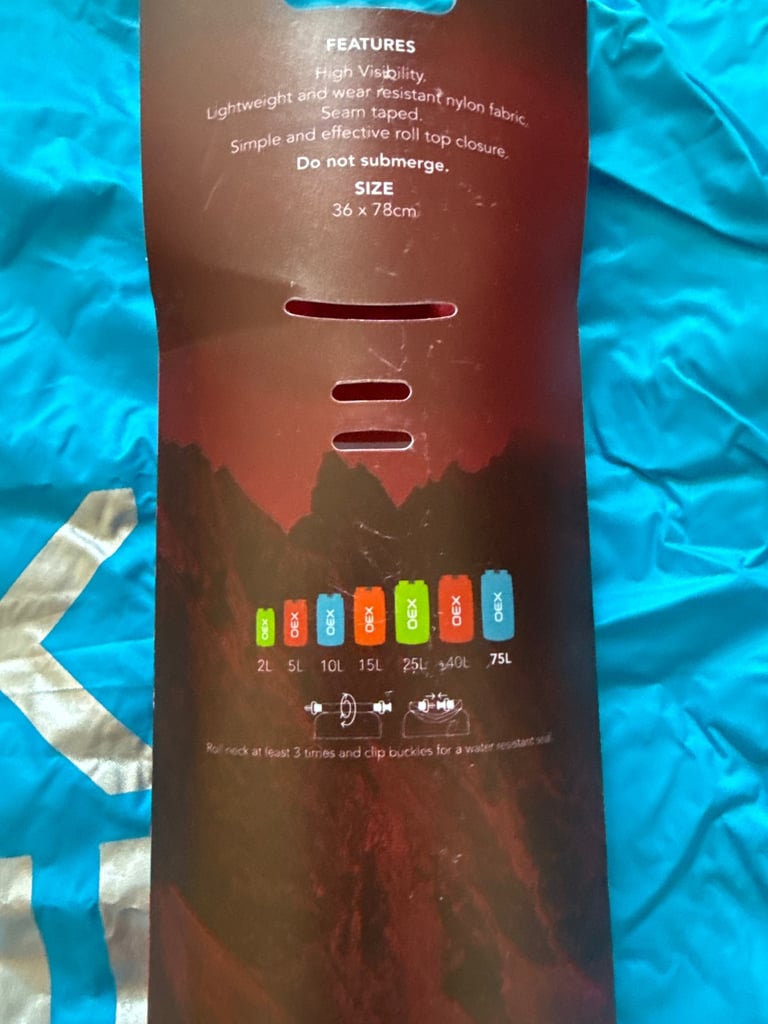 FEATURES
High Visibility.
Lightweight and wear resistant nylon fabric.
Seam taped.
Simple and effective roll top closure.
Do not submerge.
SIZE
36 x 78cm
OEX OEX OEX OEX OEX OEX OEX
2L 5L 10L 15L 25L 40L 75L
Roll neck at least 3 times and clip buckles for a water resistant seal.